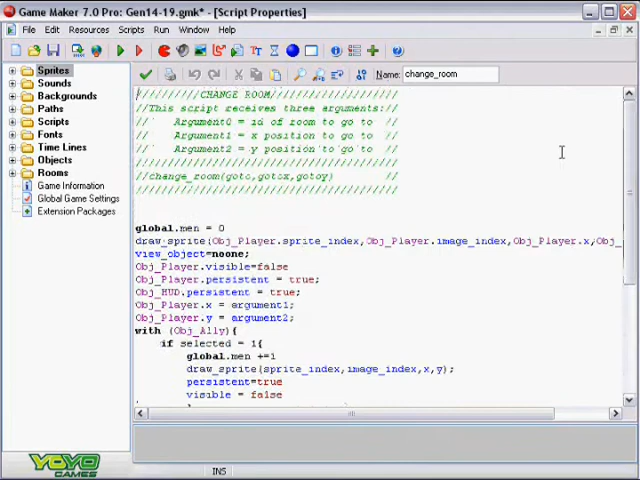 Game Maker 7.0 Pro: Gen14-19.gmk* - [Script Properties]
File Edit Resources Scripts Run Window Help
Name: change_room
Sprites
Sounds
Backgrounds
Paths
Scripts
Fonts
Time Lines
Objects
Rooms
Game Information
Global Game Settings
Extension Packages
//////////CHANGE ROOM////////////////////
//This script receives three arguments://
// Argument0 = id of room to go to //
// Argument1 = x position to go to //
// Argument2 = y position to go to //
/////////////////////////////////////////
//change_room(goto,gotox,gotoy) //
/////////////////////////////////////////
global.men = 0
draw_sprite(Obj_Player.sprite_index,Obj_Player.image_index,Obj_Player.x,Obj_
view_object=noone;
Obj_Player.visible=false
Obj_Player.persistent = true;
Obj_HUD.persistent = true;
Obj_Player.x = argument1;
Obj_Player.y = argument2;
with (Obj_Ally){
if selected = 1{
global.men +=1
draw_sprite(sprite_index,image_index,x,y);
persistent=true
visible = false
YOYO
GAMES
INS